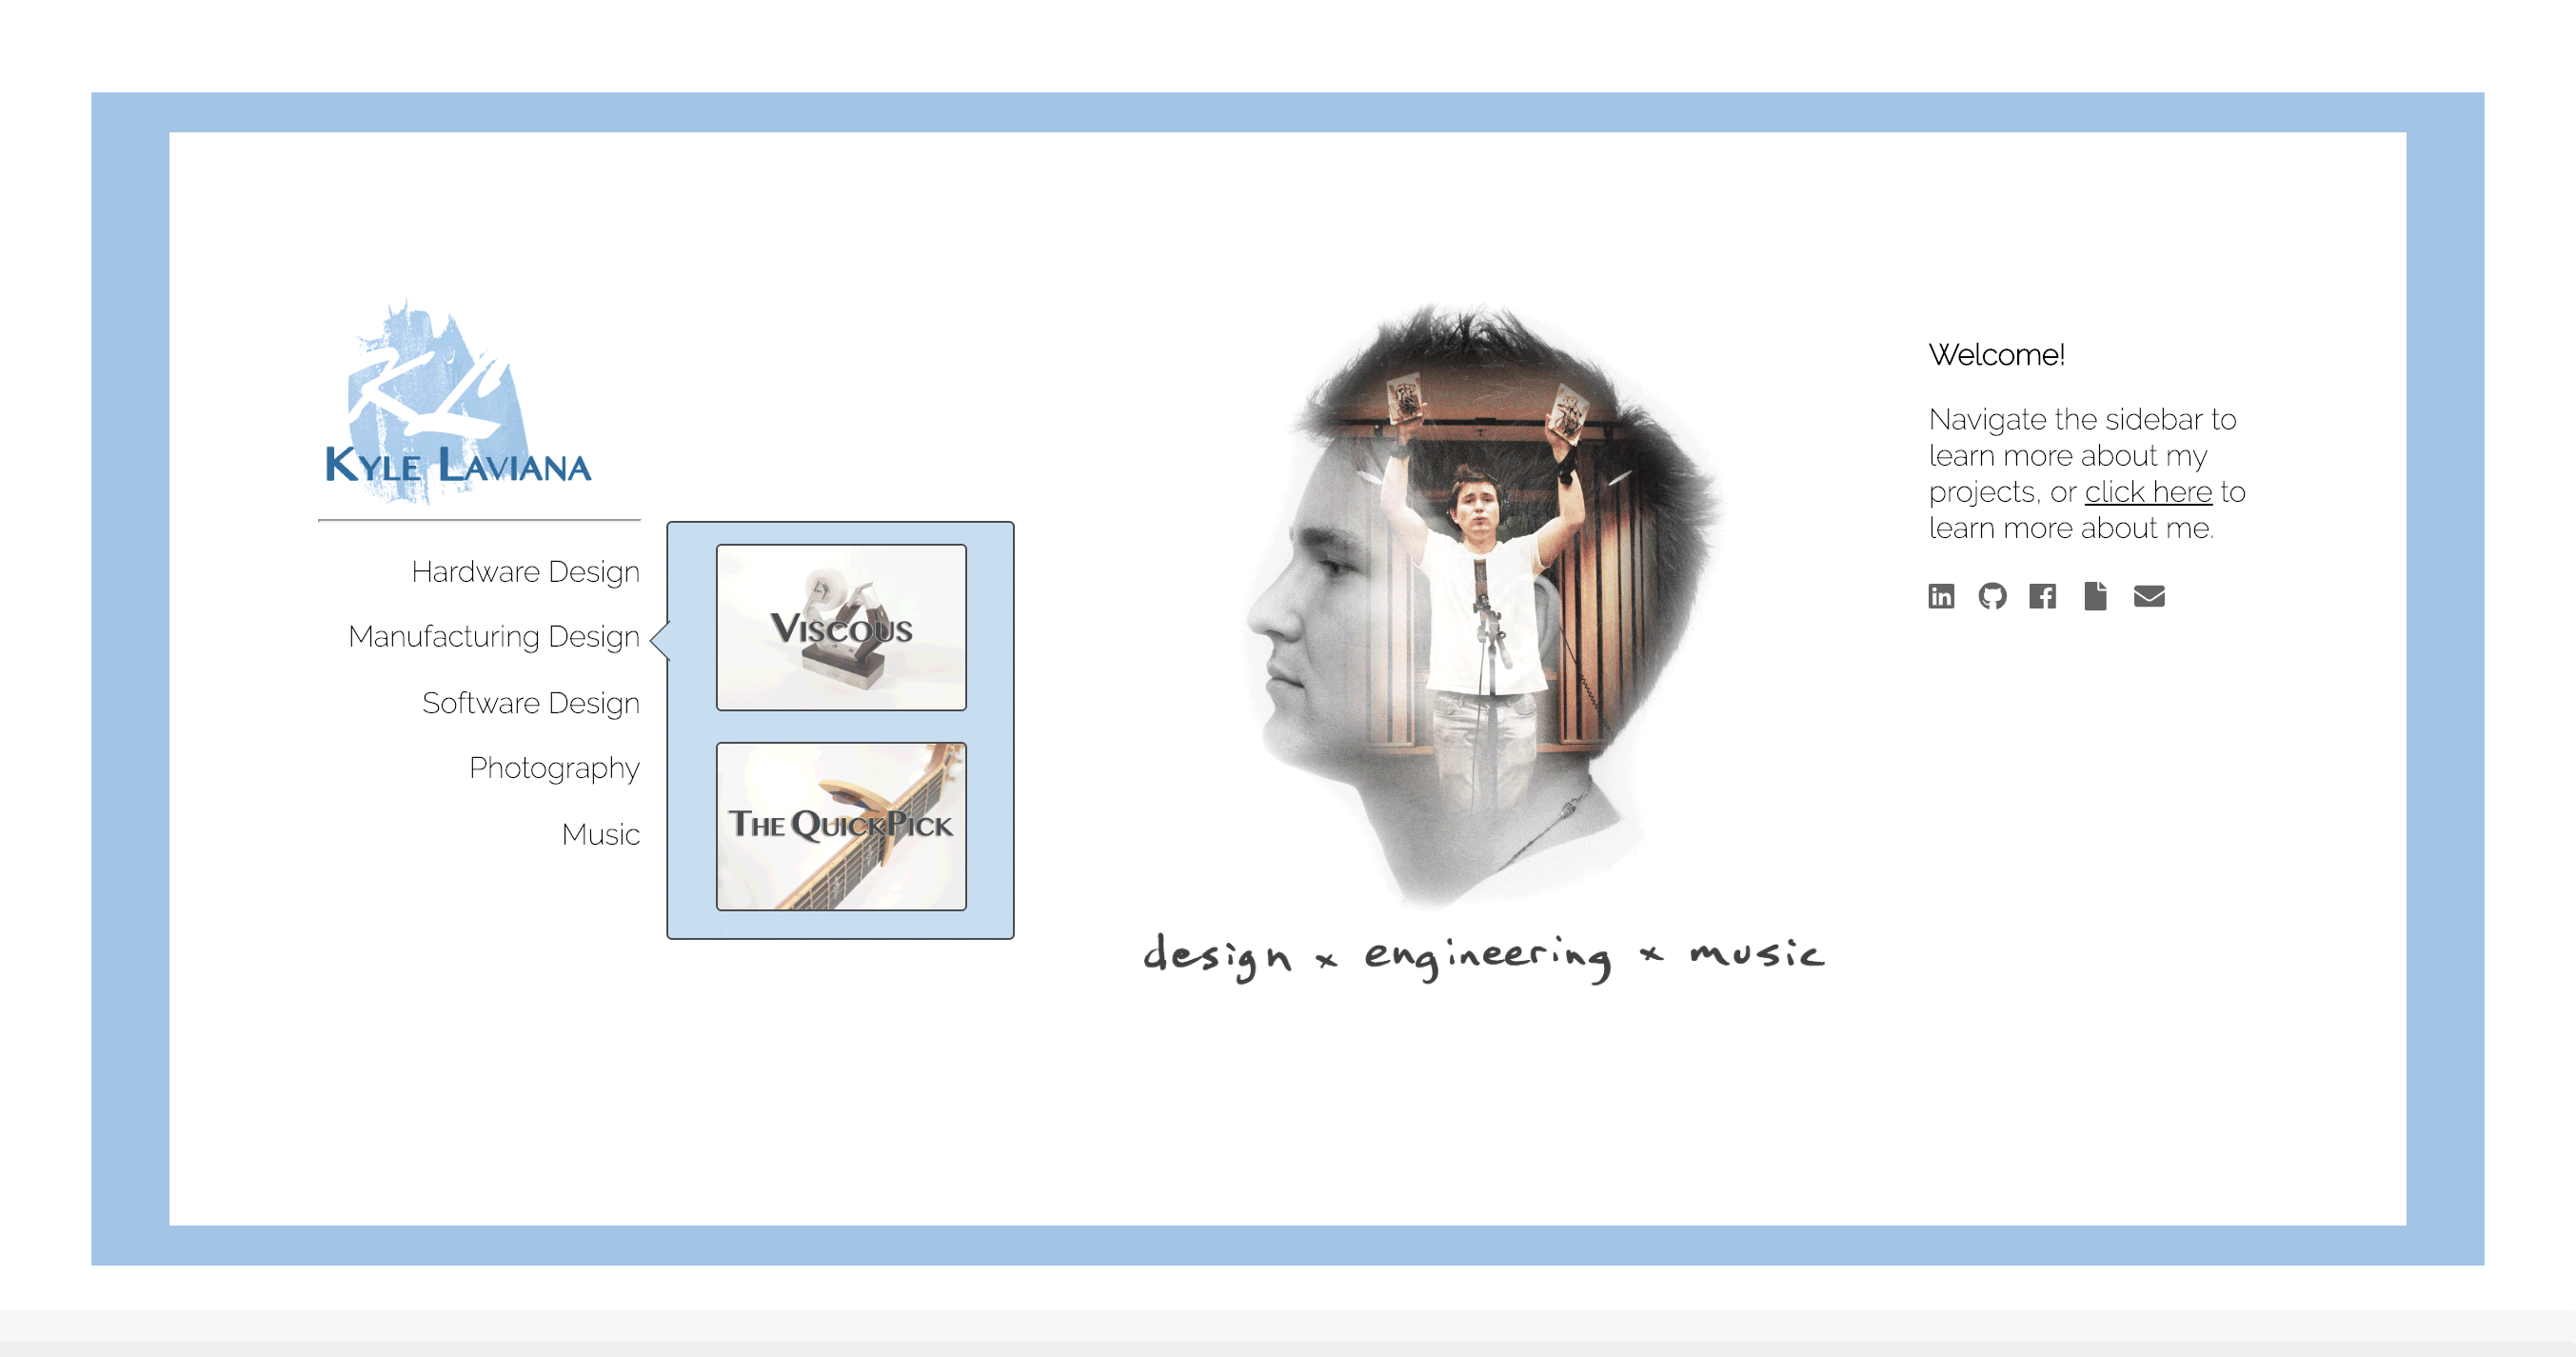 KL
KYLE LAVIANA
Hardware Design
Manufacturing Design
Software Design
Photography
Music
VISCOUS
THE QUICKPICK
design x engineering x music
Welcome!
Navigate the sidebar to
learn more about my
projects, or click here to
learn more about me.
in